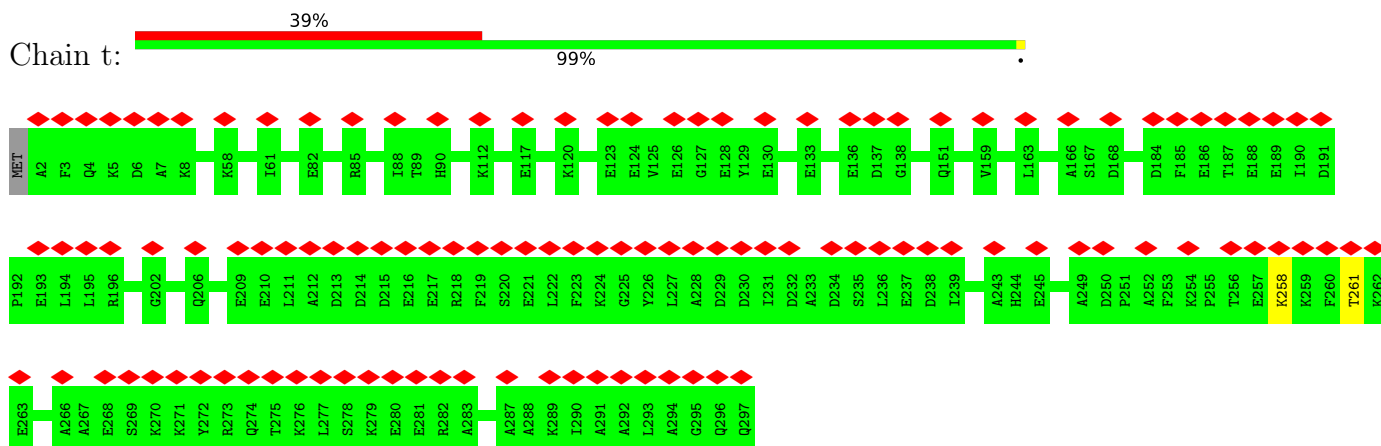 39%
Chain t:
99%
.
MET A2 F3 Q4 K5 D6 A7 K8 K58 I61 E82 R85 I88 T89 H90 K112 E117 K120 E123 E124 V125 E126 G127 E128 Y129 E130 E133 E136 D137 G138 Q151 V159 L163 A166 S167 D168 D184 F185 E186 T187 E188 E189 I190 D191
P192 E193 L194 L195 R196 G202 Q206 E209 E210 L211 A212 D213 D214 D215 E216 E217 R218 F219 S220 E221 L222 F223 K224 G225 Y226 L227 A228 D229 D230 I231 D232 A233 D234 S235 L236 E237 D238 I239 A243 H244 E245 A249 D250 P251 A252 F253 K254 P255 T256 E257 K258 K259 F260 T261 K262
E263 A266 A267 E268 S269 K270 K271 Y272 R273 Q274 T275 K276 L277 S278 K279 E280 E281 R282 A283 A287 A288 K289 I290 A291 A292 L293 A294 G295 Q296 Q297